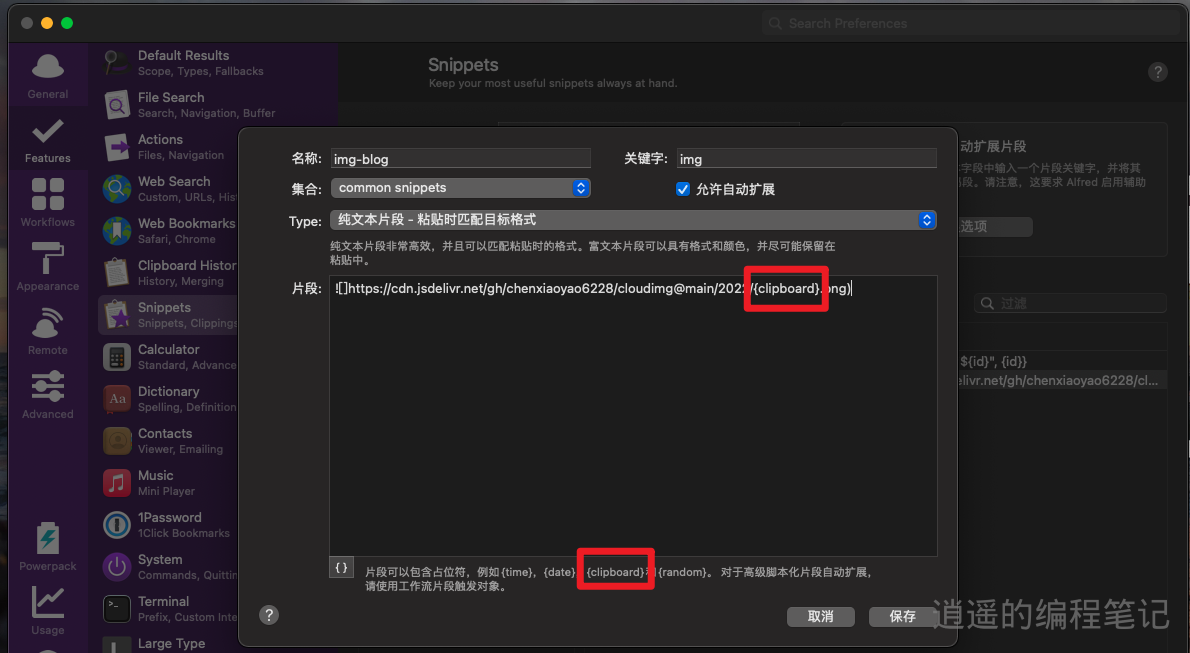 Search Preferences
General
Features
Workflows
Appearance
Remote
Advanced
Powerpack
Usage
Default Results
Scope, Types, Fallbacks
File Search
Search, Navigation, Buffer
Actions
Files, Navigation
Web Search
Custom, URLs, His
Web Bookmarks
Safari, Chrome
Clipboard Histor
History, Merging
Snippets
Snippets, Clippings
Calculator
Standard, Advance
Dictionary
Spelling, Definition
Contacts
Viewer, Emailing
Music
Mini Player
1Password
1Click Bookmarks
System
Commands, Quittin
Terminal
Prefix, Custom Inte
Large Type
Snippets
Keep your most useful snippets always at hand.
?
动扩展片段
字段中输入一个片段关键字，并将其
段。请注意，这要求 Alfred 启用辅助
选项
过滤
${id}", {id}}
elivr.net/gh/chenxiaoyao6228/cl...
名称: img-blog
关键字: img
集合: common snippets
允许自动扩展
Type: 纯文本片段 - 粘贴时匹配目标格式
纯文本片段非常高效，并且可以匹配粘贴时的格式。富文本片段可以具有格式和颜色，并尽可能保留在
粘贴中。
片段: ![]https://cdn.jsdelivr.net/gh/chenxiaoyao6228/cloudimg@main/2022/{clipboard}.png)
{} 片段可以包含占位符，例如{time}，{date} {clipboard}和{random}。 对于高级脚本化片段自动扩展，
请使用工作流片段触发对象。
?
取消
保存
逍遥的编程笔记